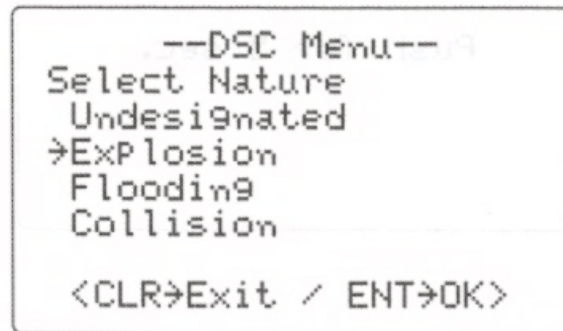 --DSC Menu--
Select Nature
Undesignated
→Explosion
Flooding
Collision
<CLR→Exit / ENT→OK>